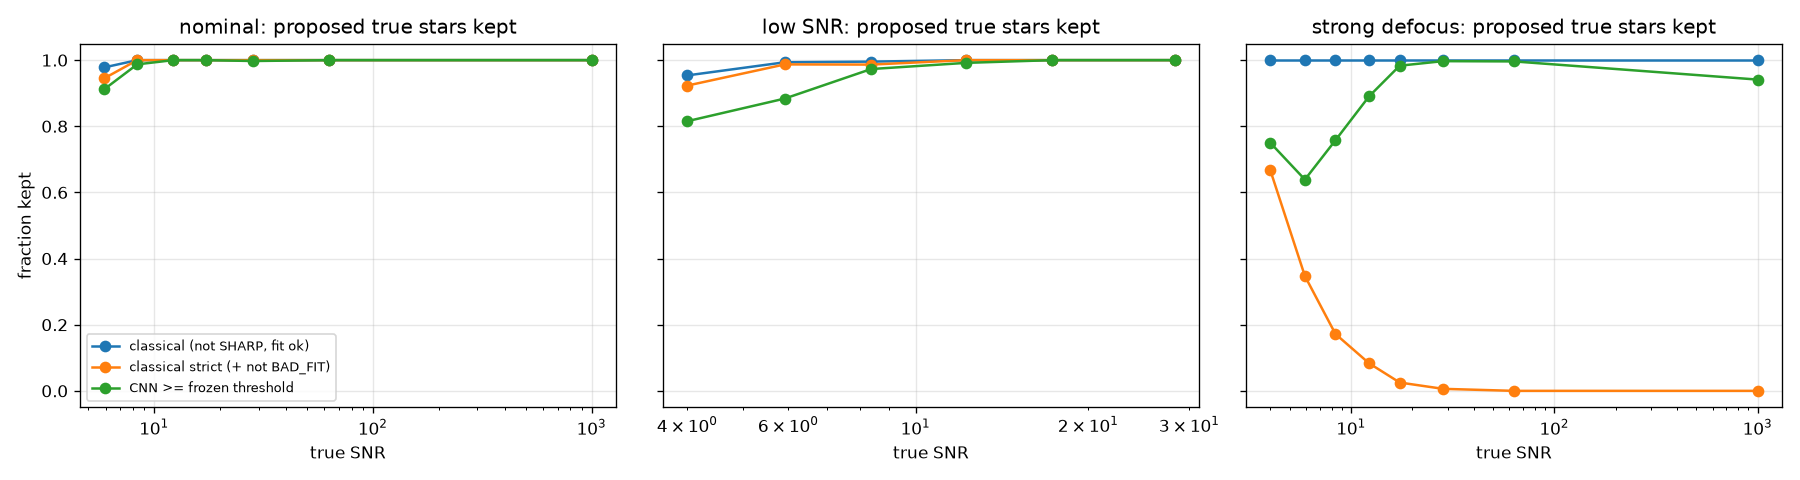 nominal: proposed true stars kept
low SNR: proposed true stars kept
strong defocus: proposed true stars kept
fraction kept
1.0
0.8
0.6
0.4
0.2
0.0
classical (not SHARP, fit ok)
classical strict (+ not BAD_FIT)
CNN >= frozen threshold
10¹
10²
10³
true SNR
4 × 10⁰
6 × 10⁰
10¹
2 × 10¹
3 × 10¹
true SNR
10¹
10²
10³
true SNR